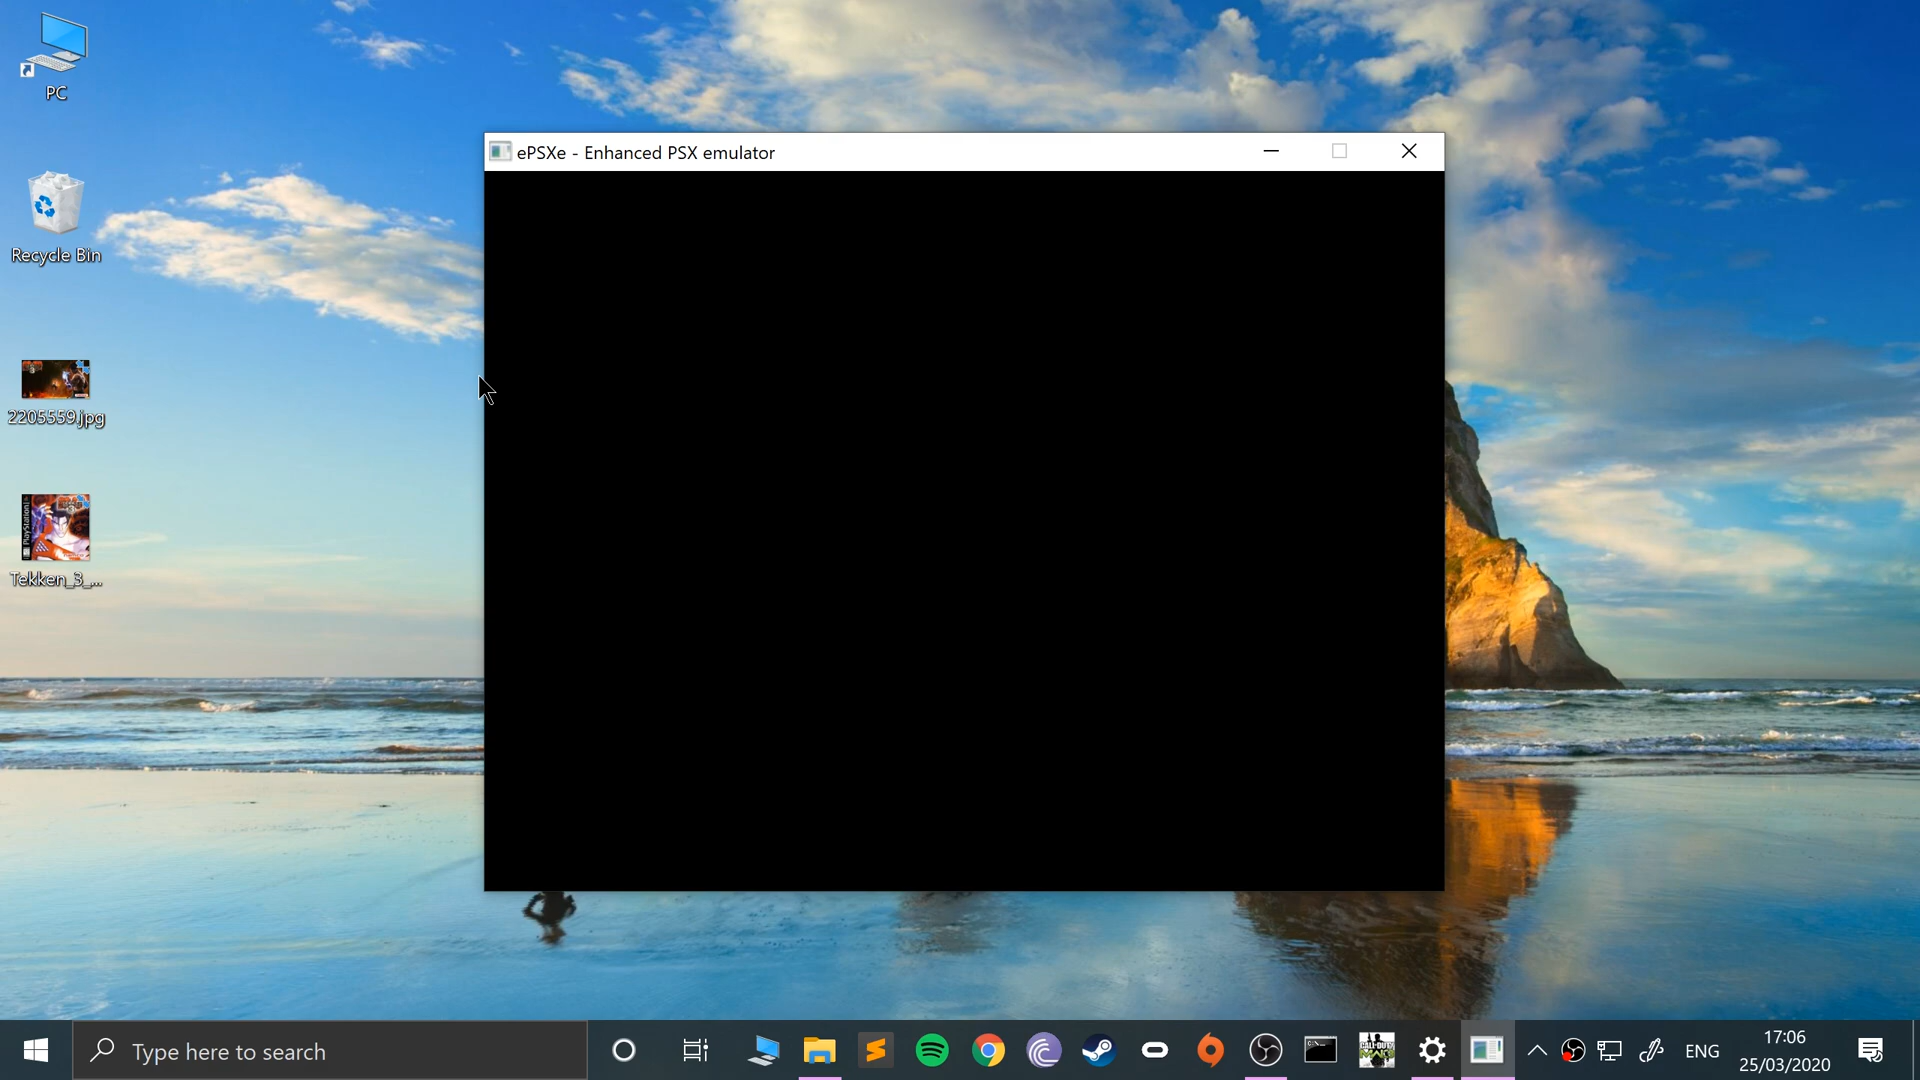 PC
Recycle Bin
2205559.jpg
Tekken_3_...
ePSXe - Enhanced PSX emulator
Type here to search
ENG
17:06
25/03/2020